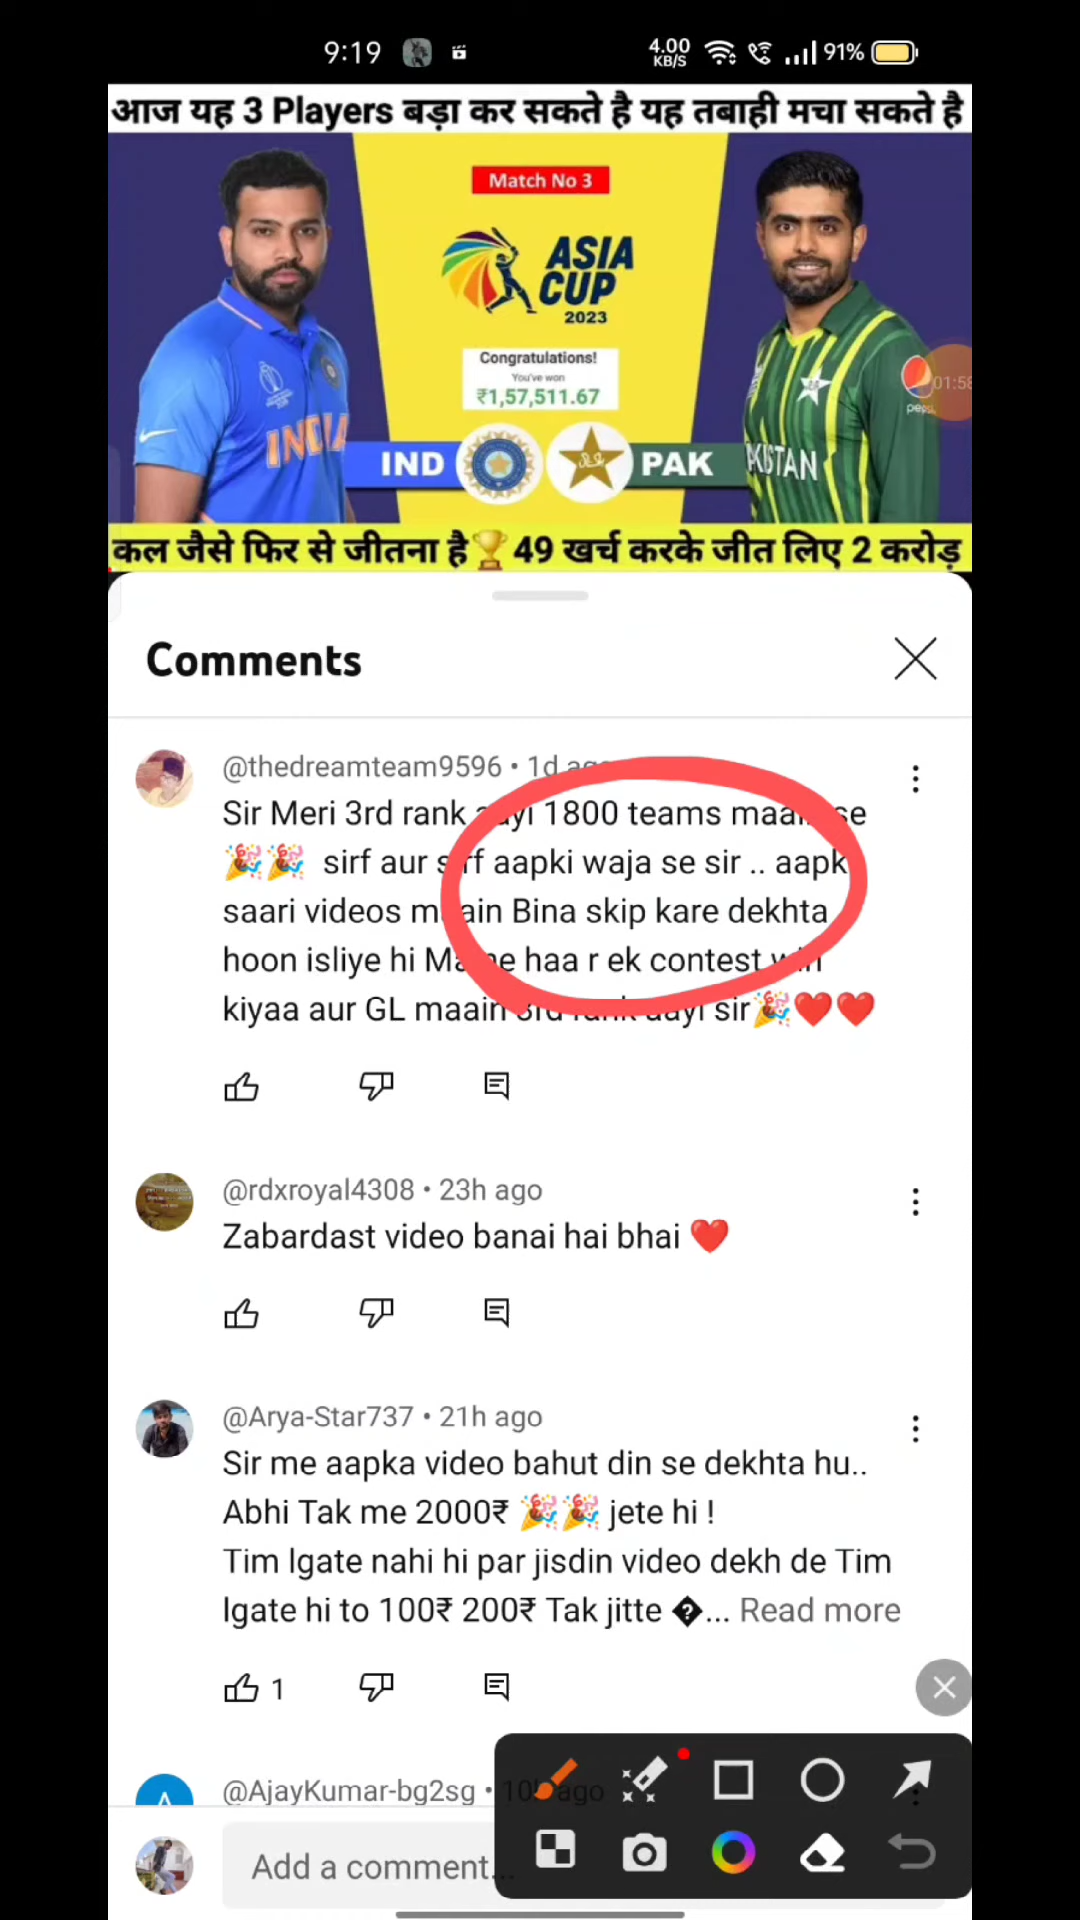 9:19
4.00
KB/S
91%
आज यह 3 Players बड़ा कर सकते है यह तबाही मचा सकते है
Match No 3
ASIA
CUP
2023
Congratulations!
You've won
₹1,57,511.67
01:58
pepsi
INDIA
IND
PAK
KISTAN
कल जैसे फिर से जीतना है🏆49 खर्च करके जीत लिए 2 करोड़
Comments
@thedreamteam9596 • 1d ago
Sir Meri 3rd rank aayi 1800 teams maain se
🎉🎉 sirf aur sirf aapki waja se sir .. aapk
saari videos maain Bina skip kare dekhta
hoon isliye hi Maine haa r ek contest win
kiyaa aur GL maain 3rd rank aayi sir🎉❤️❤️
@rdxroyal4308 • 23h ago
Zabardast video banai hai bhai ❤️
@Arya-Star737 • 21h ago
Sir me aapka video bahut din se dekhta hu..
Abhi Tak me 2000₹ 🎉🎉 jete hi !
Tim lgate nahi hi par jisdin video dekh de Tim
lgate hi to 100₹ 200₹ Tak jitte �... Read more
1
A
@AjayKumar-bg2sg • 10h ago
Add a comment...